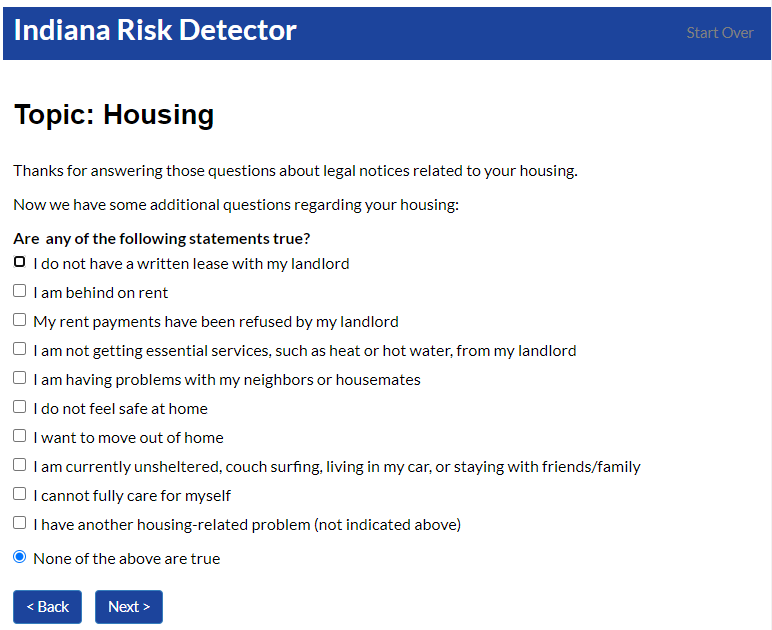 Indiana Risk Detector
Start Over
Topic: Housing
Thanks for answering those questions about legal notices related to your housing.
Now we have some additional questions regarding your housing:
Are any of the following statements true?
I do not have a written lease with my landlord
I am behind on rent
My rent payments have been refused by my landlord
I am not getting essential services, such as heat or hot water, from my landlord
I am having problems with my neighbors or housemates
I do not feel safe at home
I want to move out of home
I am currently unsheltered, couch surfing, living in my car, or staying with friends/family
I cannot fully care for myself
I have another housing-related problem (not indicated above)
None of the above are true
< Back
Next >